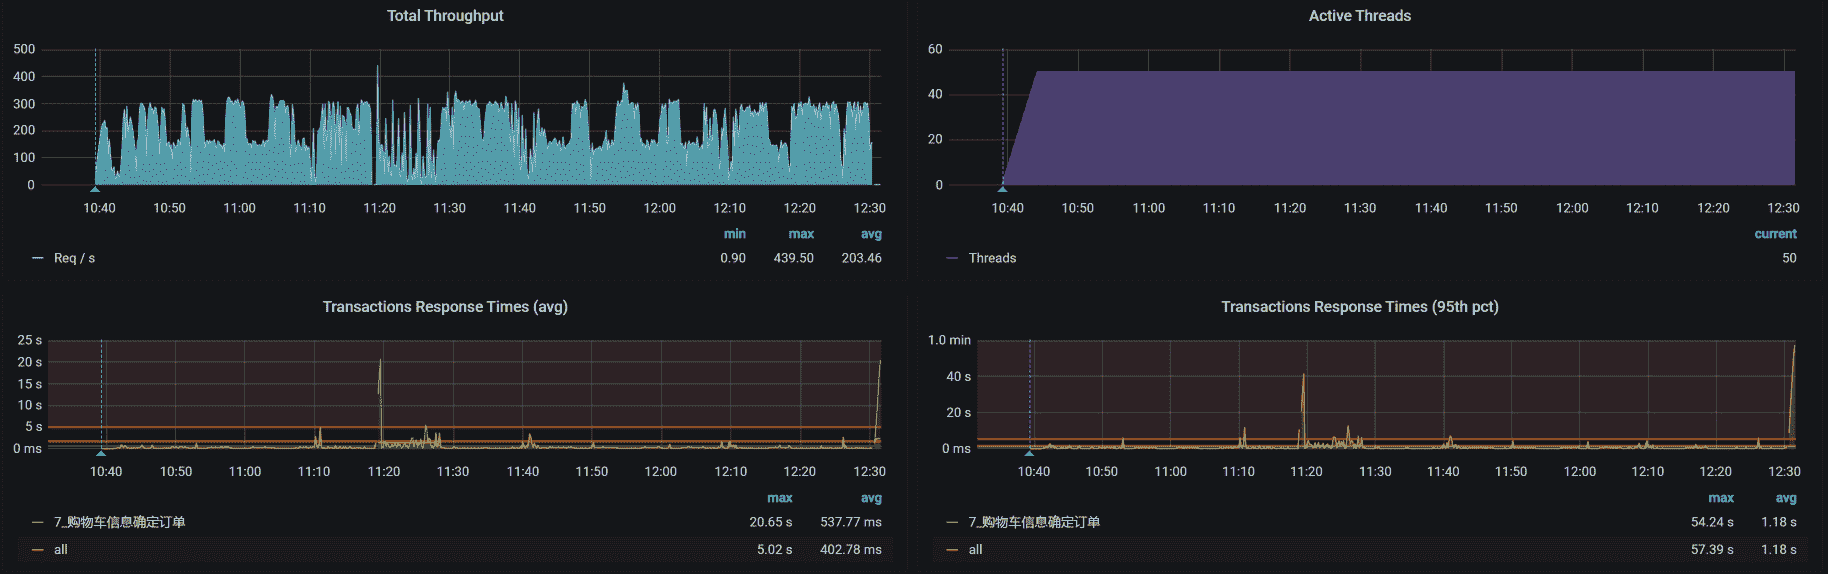 Total Throughput
500
400
300
200
100
0
10:40 10:50 11:00 11:10 11:20 11:30 11:40 11:50 12:00 12:10 12:20 12:30
min max avg
Req / s 0.90 439.50 203.46
Active Threads
60
40
20
0
10:40 10:50 11:00 11:10 11:20 11:30 11:40 11:50 12:00 12:10 12:20 12:30
current
Threads 50
Transactions Response Times (avg)
25 s
20 s
15 s
10 s
5 s
0 ms
10:40 10:50 11:00 11:10 11:20 11:30 11:40 11:50 12:00 12:10 12:20 12:30
max avg
7_购物车信息确定订单 20.65 s 537.77 ms
all 5.02 s 402.78 ms
Transactions Response Times (95th pct)
1.0 min
40 s
20 s
0 ms
10:40 10:50 11:00 11:10 11:20 11:30 11:40 11:50 12:00 12:10 12:20 12:30
max avg
7_购物车信息确定订单 54.24 s 1.18 s
all 57.39 s 1.18 s